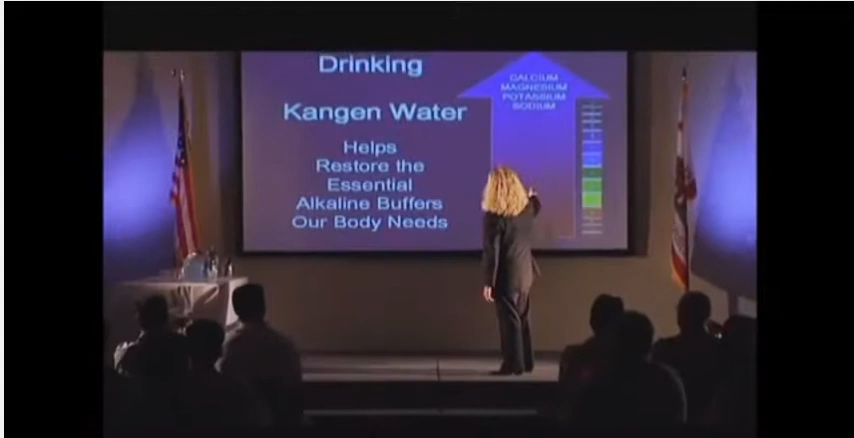 Drinking
Kangen Water
Helps
Restore the
Essential
Alkaline Buffers
Our Body Needs
CALCIUM
MAGNESIUM
POTASSIUM
SODIUM